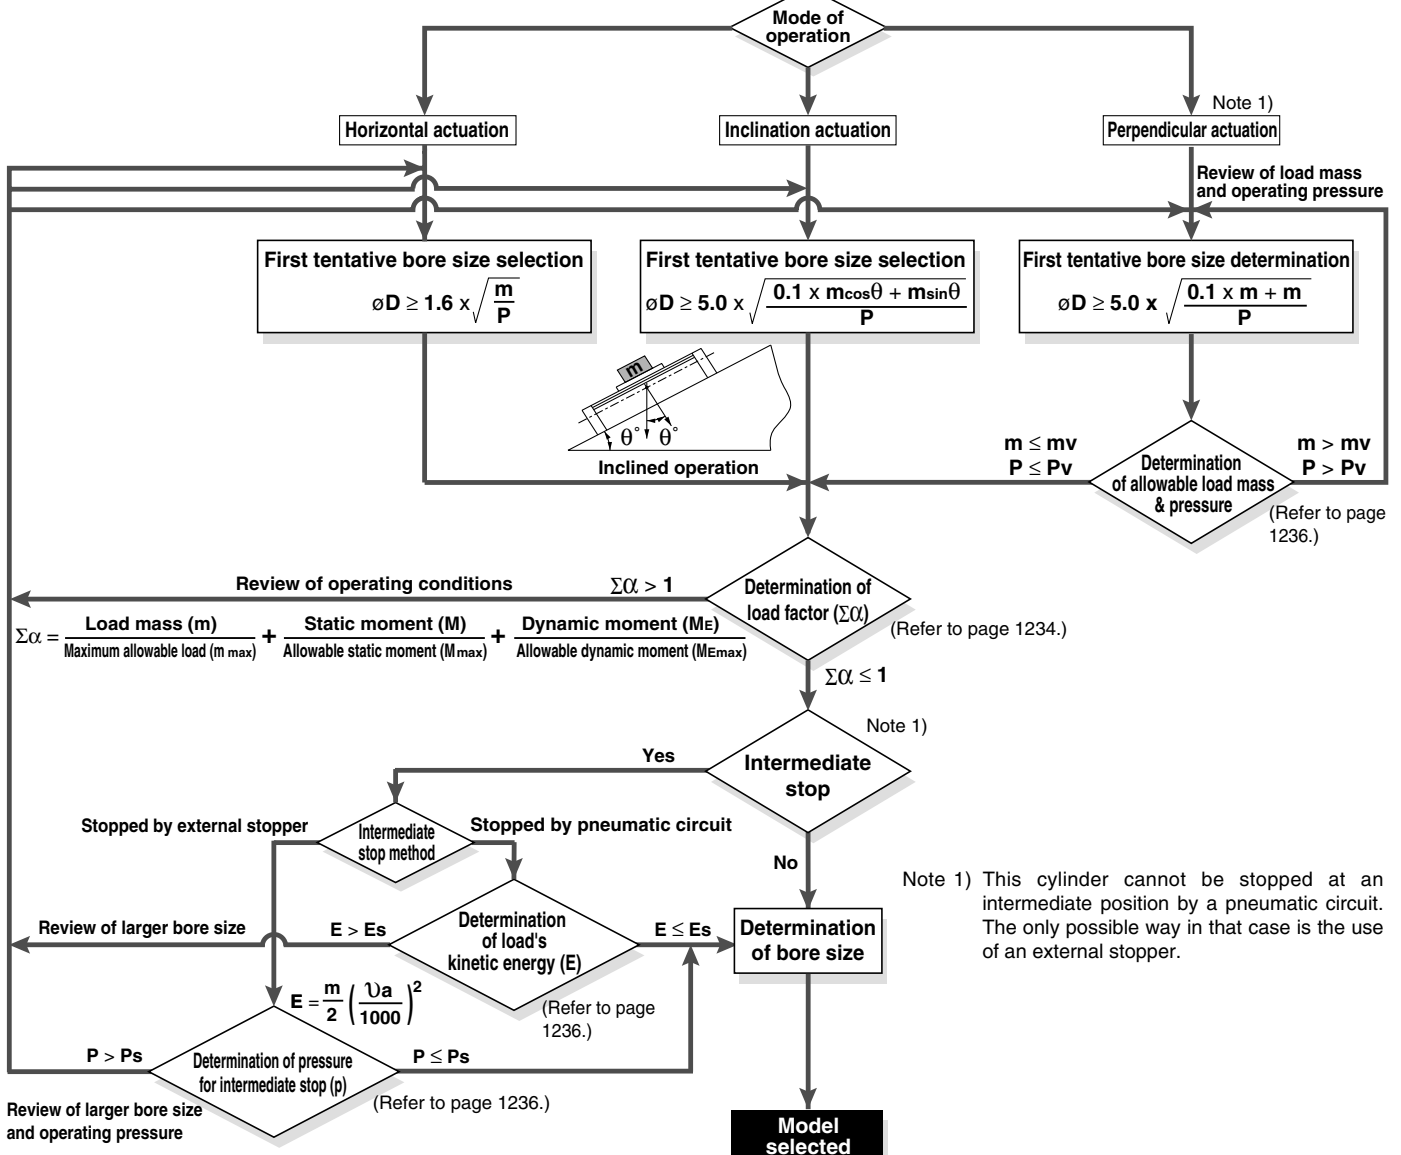 Mode of
operation
Note 1)
Horizontal actuation
Inclination actuation
Perpendicular actuation
Review of load mass
and operating pressure
First tentative bore size selection
øD ≥ 1.6 x √(m/P)
First tentative bore size selection
øD ≥ 5.0 x √((0.1 x mcosθ + msinθ)/P)
First tentative bore size determination
øD ≥ 5.0 x √((0.1 x m + m)/P)
m
θ° θ°
Inclined operation
m ≤ mv
P ≤ Pv
Determination
of allowable load mass
& pressure
m > mv
P > Pv
(Refer to page
1236.)
Review of operating conditions
Σα > 1
Determination of
load factor (Σα)
(Refer to page 1234.)
Σα = Load mass (m)/Maximum allowable load (m max) + Static moment (M)/Allowable static moment (Mmax) + Dynamic moment (ME)/Allowable dynamic moment (MEmax)
Σα ≤ 1
Note 1)
Yes
Intermediate
stop
Stopped by external stopper
Intermediate
stop method
Stopped by pneumatic circuit
No
Note 1) This cylinder cannot be stopped at an
intermediate position by a pneumatic circuit.
The only possible way in that case is the use
of an external stopper.
Review of larger bore size
E > Es
Determination
of load's
kinetic energy (E)
E ≤ Es
Determination
of bore size
E = m/2 (υa/1000)²
(Refer to page
1236.)
P > Ps
Determination of pressure
for intermediate stop (p)
P ≤ Ps
(Refer to page 1236.)
Review of larger bore size
and operating pressure
Model
selected